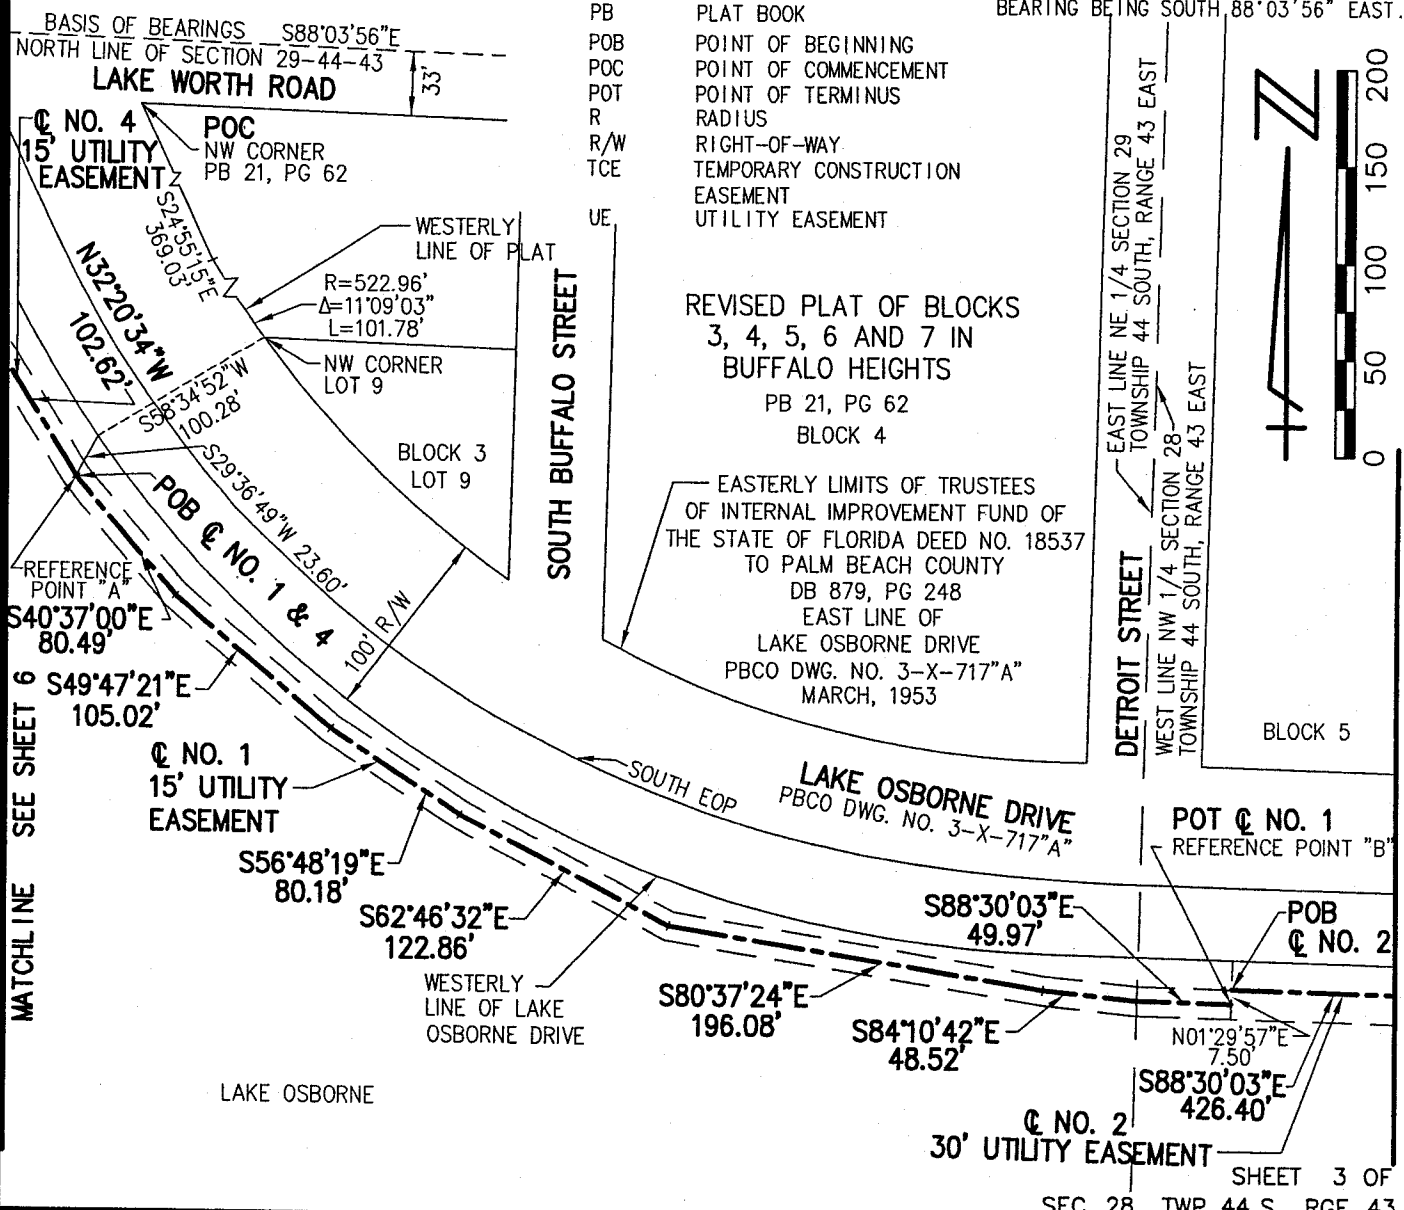 BASIS OF BEARINGS S88°03'56"E
NORTH LINE OF SECTION 29-44-43
LAKE WORTH ROAD
33'
℄ NO. 4
15' UTILITY
EASEMENT
POC
NW CORNER
PB 21, PG 62
S24°55'15"E
369.03'
WESTERLY
LINE OF PLAT
R=522.96'
Δ=11°09'03"
L=101.78'
NW CORNER
LOT 9
N32°20'34"W
102.62'
S58°34'52"W
100.28'
BLOCK 3
LOT 9
S29°36'49"W 23.60'
POB ℄ NO. 1 & 4
100' R/W
REFERENCE
POINT "A"
S40°37'00"E
80.49'
S49°47'21"E
105.02'
℄ NO. 1
15' UTILITY
EASEMENT
S56°48'19"E
80.18'
S62°46'32"E
122.86'
WESTERLY
LINE OF LAKE
OSBORNE DRIVE
LAKE OSBORNE
MATCHLINE SEE SHEET 6
PB PLAT BOOK
POB POINT OF BEGINNING
POC POINT OF COMMENCEMENT
POT POINT OF TERMINUS
R RADIUS
R/W RIGHT-OF-WAY
TCE TEMPORARY CONSTRUCTION
EASEMENT
UE UTILITY EASEMENT
BEARING BEING SOUTH 88°03'56" EAST.
SOUTH BUFFALO STREET
REVISED PLAT OF BLOCKS
3, 4, 5, 6 AND 7 IN
BUFFALO HEIGHTS
PB 21, PG 62
BLOCK 4
EASTERLY LIMITS OF TRUSTEES
OF INTERNAL IMPROVEMENT FUND OF
THE STATE OF FLORIDA DEED NO. 18537
TO PALM BEACH COUNTY
DB 879, PG 248
EAST LINE OF
LAKE OSBORNE DRIVE
PBCO DWG. NO. 3-X-717"A"
MARCH, 1953
EAST LINE NE 1/4 SECTION 29
TOWNSHIP 44 SOUTH, RANGE 43 EAST
DETROIT STREET
WEST LINE NW 1/4 SECTION 28
TOWNSHIP 44 SOUTH, RANGE 43 EAST
N
0 50 100 150 200
BLOCK 5
SOUTH EOP
LAKE OSBORNE DRIVE
PBCO DWG. NO. 3-X-717"A"
POT ℄ NO. 1
REFERENCE POINT "B"
S88°30'03"E
49.97'
POB
℄ NO. 2
S80°37'24"E
196.08'
S84°10'42"E
48.52'
N01°29'57"E
7.50'
S88°30'03"E
426.40'
℄ NO. 2
30' UTILITY EASEMENT
SHEET 3 OF
SEC. 28, TWP. 44 S., RGE. 43